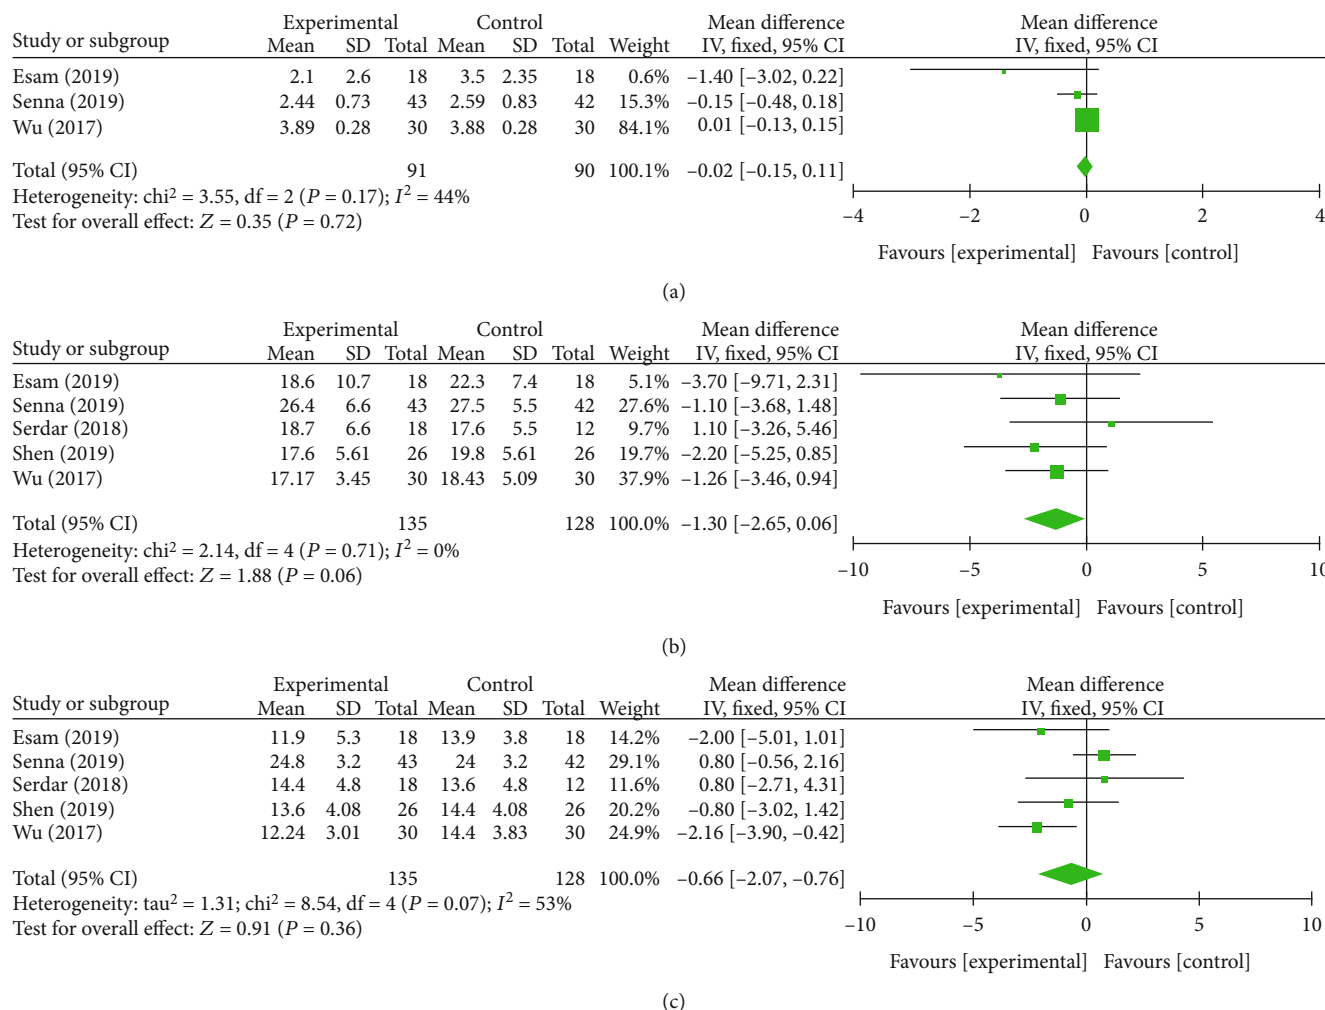 Experimental Control Mean difference Mean difference
Study or subgroup Mean SD Total Mean SD Total Weight IV, fixed, 95% CI IV, fixed, 95% CI
Esam (2019) 2.1 2.6 18 3.5 2.35 18 0.6% –1.40 [–3.02, 0.22]
Senna (2019) 2.44 0.73 43 2.59 0.83 42 15.3% –0.15 [–0.48, 0.18]
Wu (2017) 3.89 0.28 30 3.88 0.28 30 84.1% 0.01 [–0.13, 0.15]
Total (95% CI) 91 90 100.1% –0.02 [–0.15, 0.11]
Heterogeneity: chi² = 3.55, df = 2 (P = 0.17); I² = 44%
Test for overall effect: Z = 0.35 (P = 0.72)
–4 –2 0 2 4
Favours [experimental] Favours [control]
(a)
Experimental Control Mean difference Mean difference
Study or subgroup Mean SD Total Mean SD Total Weight IV, fixed, 95% CI IV, fixed, 95% CI
Esam (2019) 18.6 10.7 18 22.3 7.4 18 5.1% –3.70 [–9.71, 2.31]
Senna (2019) 26.4 6.6 43 27.5 5.5 42 27.6% –1.10 [–3.68, 1.48]
Serdar (2018) 18.7 6.6 18 17.6 5.5 12 9.7% 1.10 [–3.26, 5.46]
Shen (2019) 17.6 5.61 26 19.8 5.61 26 19.7% –2.20 [–5.25, 0.85]
Wu (2017) 17.17 3.45 30 18.43 5.09 30 37.9% –1.26 [–3.46, 0.94]
Total (95% CI) 135 128 100.0% –1.30 [–2.65, 0.06]
Heterogeneity: chi² = 2.14, df = 4 (P = 0.71); I² = 0%
Test for overall effect: Z = 1.88 (P = 0.06)
–10 –5 0 5 10
Favours [experimental] Favours [control]
(b)
Experimental Control Mean difference Mean difference
Study or subgroup Mean SD Total Mean SD Total Weight IV, fixed, 95% CI IV, fixed, 95% CI
Esam (2019) 11.9 5.3 18 13.9 3.8 18 14.2% –2.00 [–5.01, 1.01]
Senna (2019) 24.8 3.2 43 24 3.2 42 29.1% 0.80 [–0.56, 2.16]
Serdar (2018) 14.4 4.8 18 13.6 4.8 12 11.6% 0.80 [–2.71, 4.31]
Shen (2019) 13.6 4.08 26 14.4 4.08 26 20.2% –0.80 [–3.02, 1.42]
Wu (2017) 12.24 3.01 30 14.4 3.83 30 24.9% –2.16 [–3.90, –0.42]
Total (95% CI) 135 128 100.0% –0.66 [–2.07, –0.76]
Heterogeneity: tau² = 1.31; chi² = 8.54, df = 4 (P = 0.07); I² = 53%
Test for overall effect: Z = 0.91 (P = 0.36)
–10 –5 0 5 10
Favours [experimental] Favours [control]
(c)